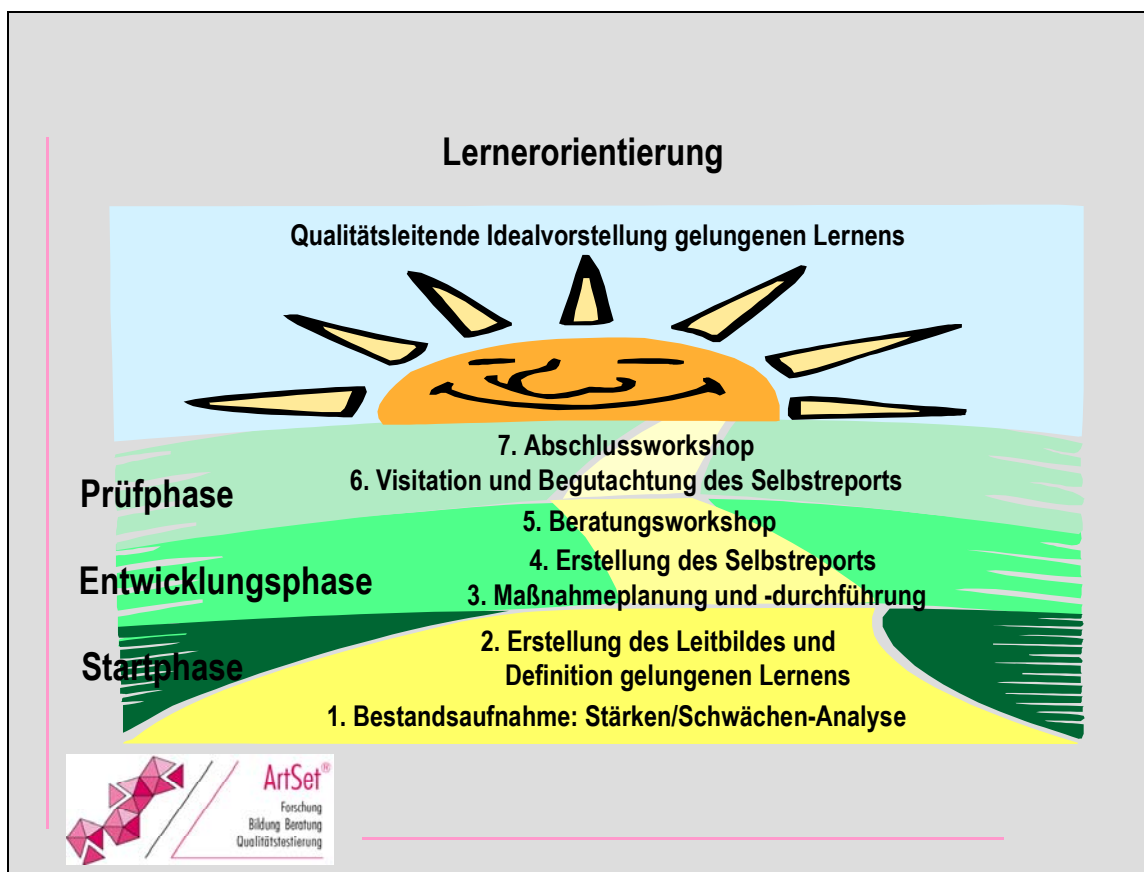 Lernerorientierung
Qualitätsleitende Idealvorstellung gelungenen Lernens
7. Abschlussworkshop
6. Visitation und Begutachtung des Selbstreports
Prüfphase
5. Beratungsworkshop
4. Erstellung des Selbstreports
Entwicklungsphase
3. Maßnahmeplanung und -durchführung
2. Erstellung des Leitbildes und
Definition gelungenen Lernens
Startphase
1. Bestandsaufnahme: Stärken/Schwächen-Analyse
ArtSet®
Forschung
Bildung Beratung
Qualitätstestierung